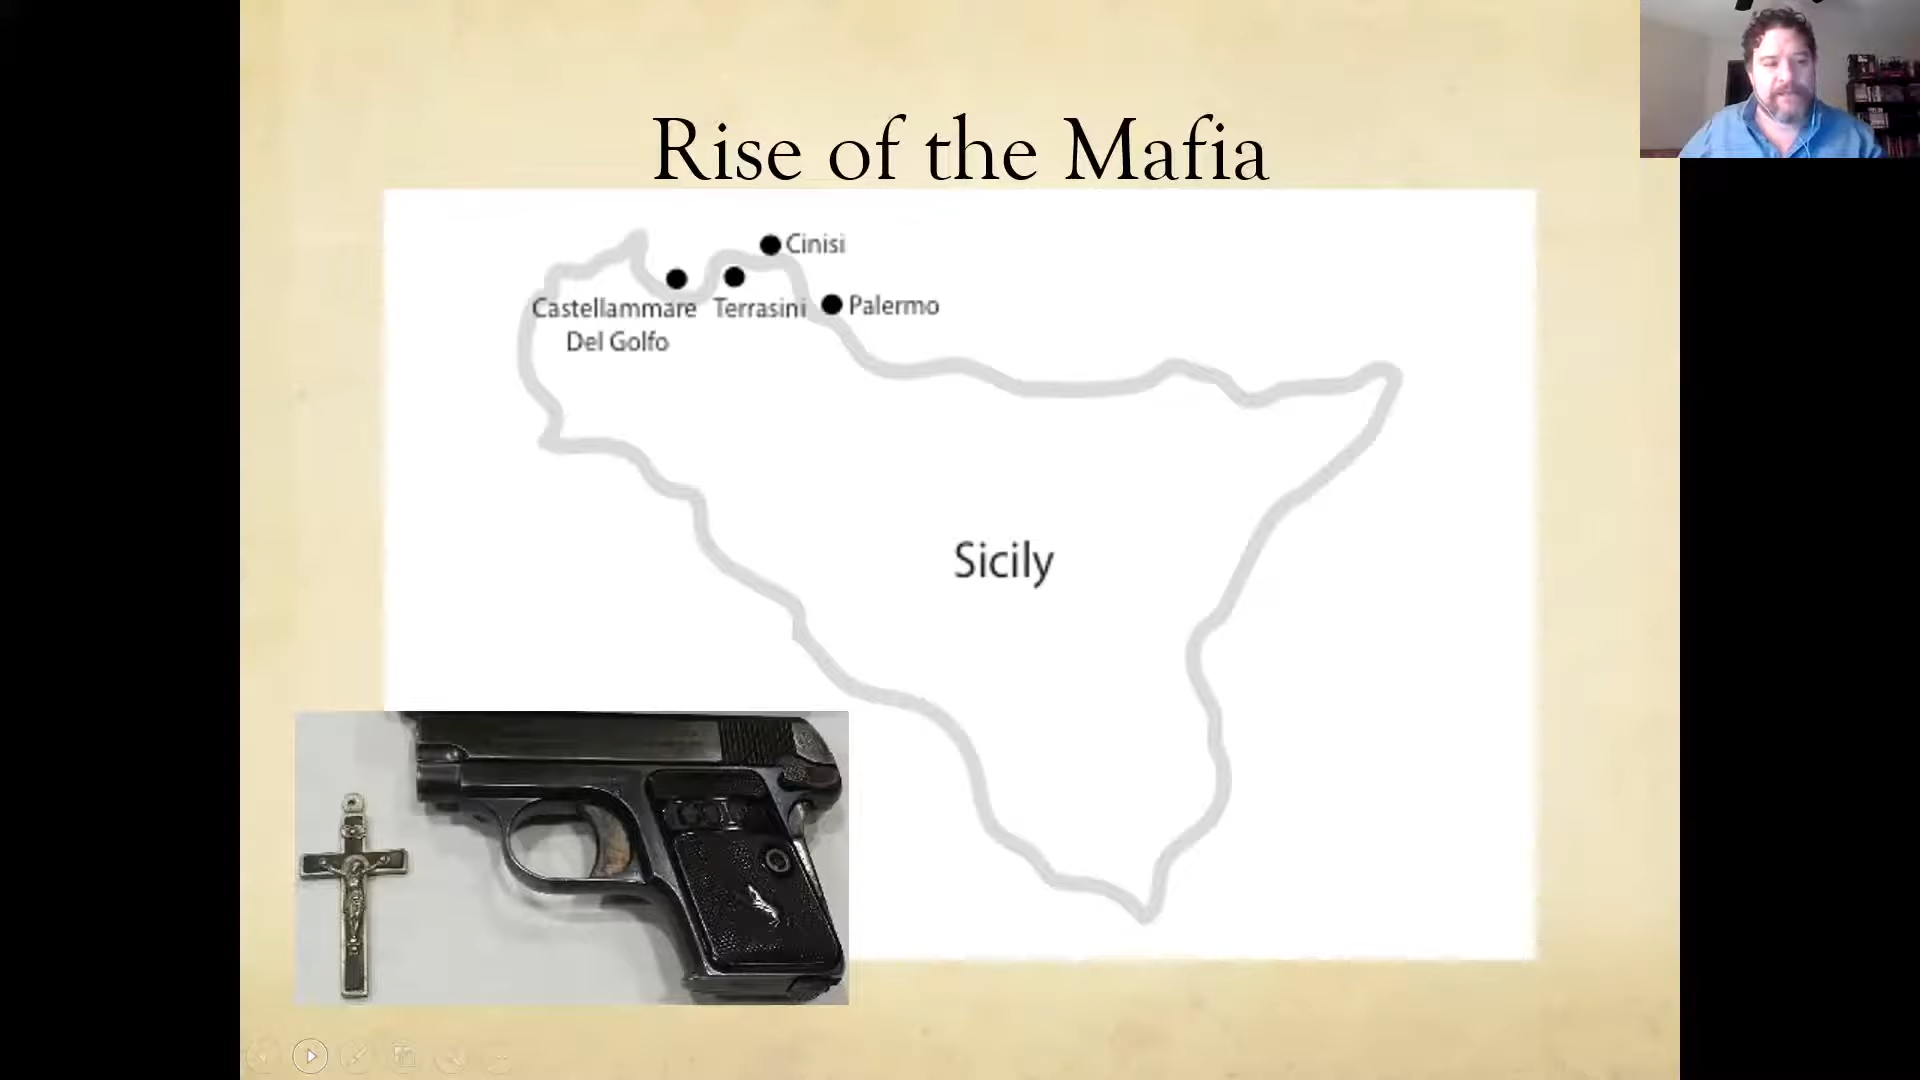 Rise of the Mafia
Cinisi
Castellammare
Del Golfo
Terrasini
Palermo
Sicily